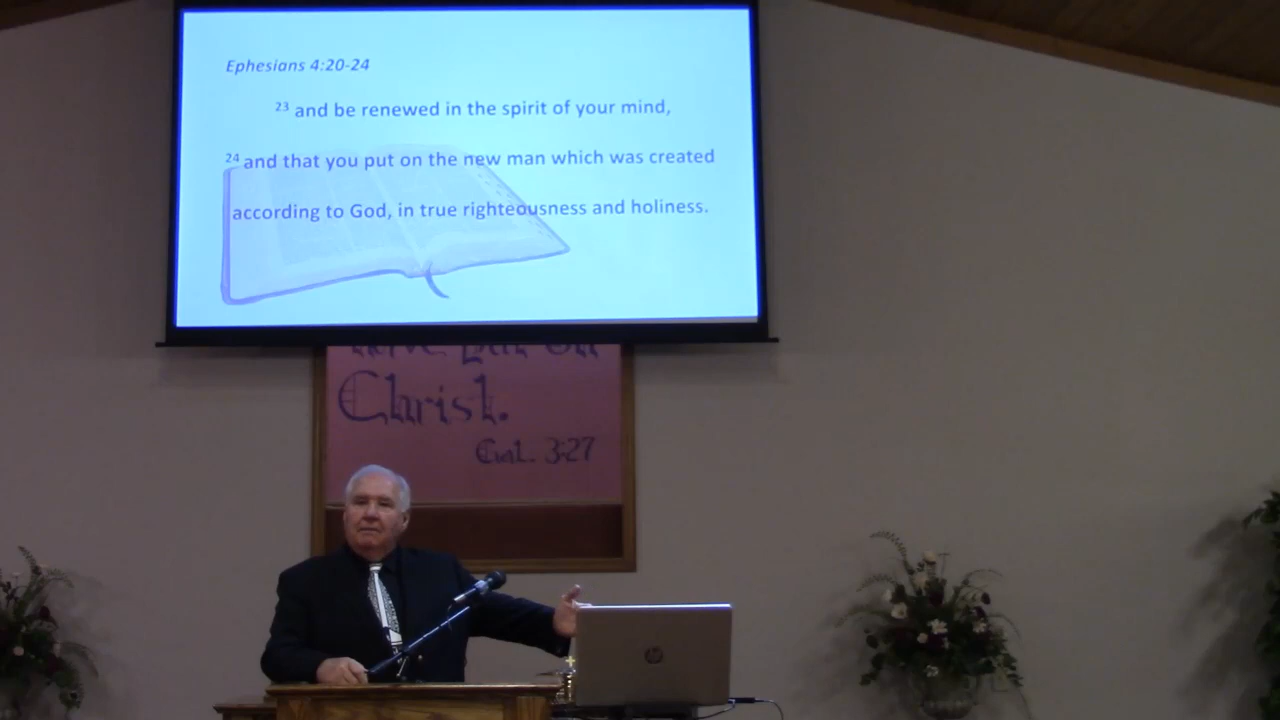 Ephesians 4:20-24
23 and be renewed in the spirit of your mind,
24 and that you put on the new man which was created
according to God, in true righteousness and holiness.
Christ.
Gal. 3:27
hp